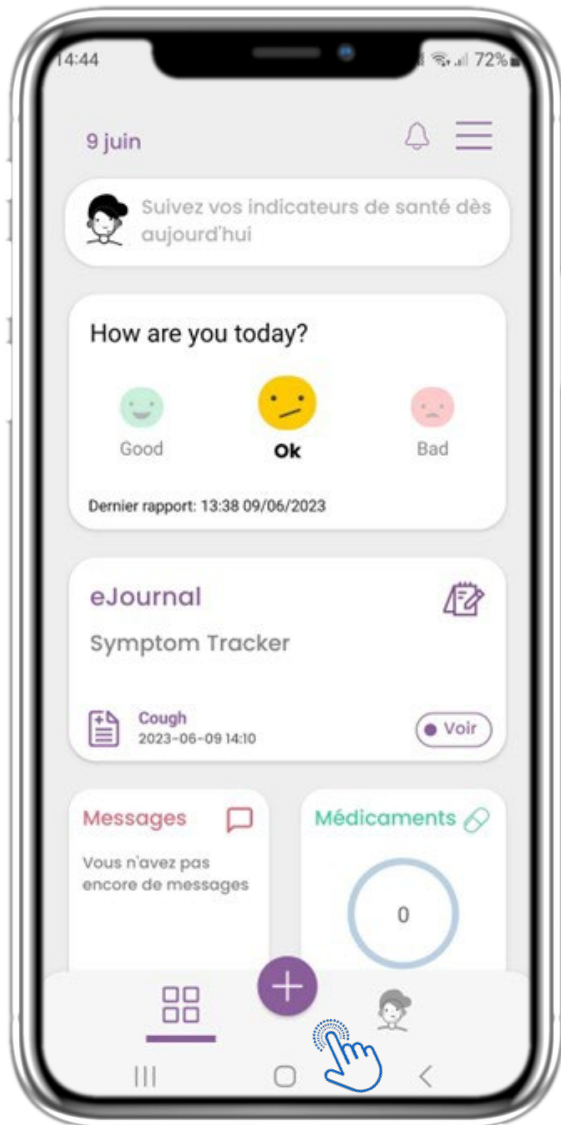 14:44
72%
9 juin
Suivez vos indicateurs de santé dès
aujourd'hui
How are you today?
Good
Ok
Bad
Dernier rapport: 13:38 09/06/2023
eJournal
Symptom Tracker
Cough
2023-06-09 14:10
Voir
Messages
Médicaments
Vous n'avez pas
encore de messages
0